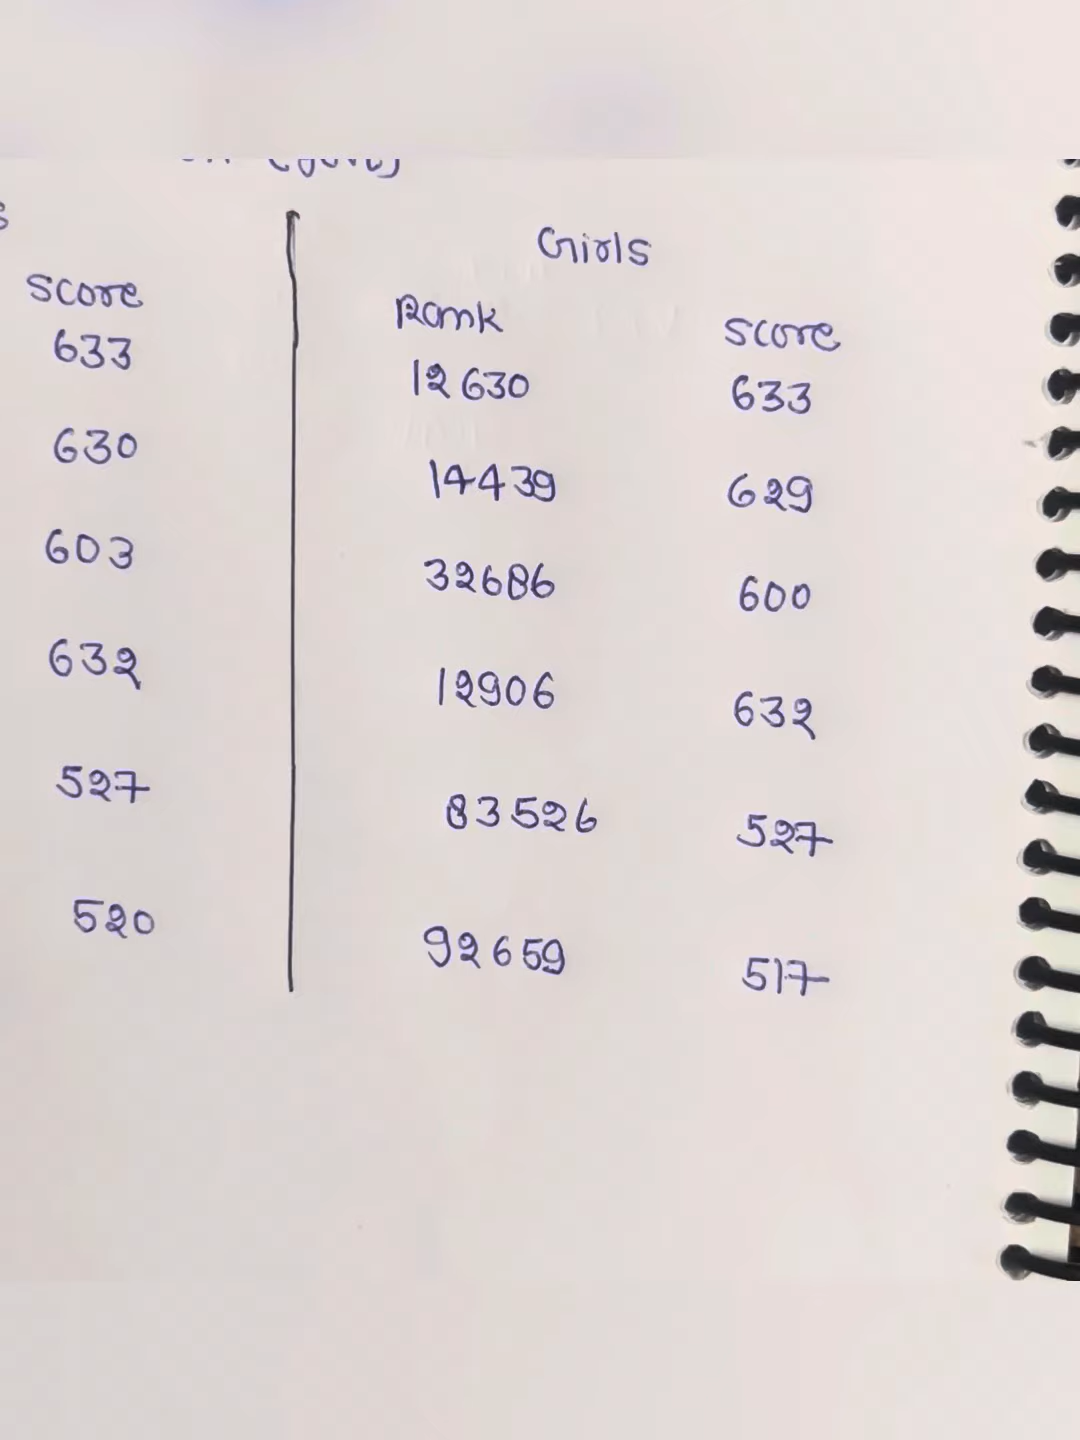 Girls
Score Rank Score
633 12630 633
630 14439 629
603 32686 600
632 12906 632
527 83526 527
520 92659 517